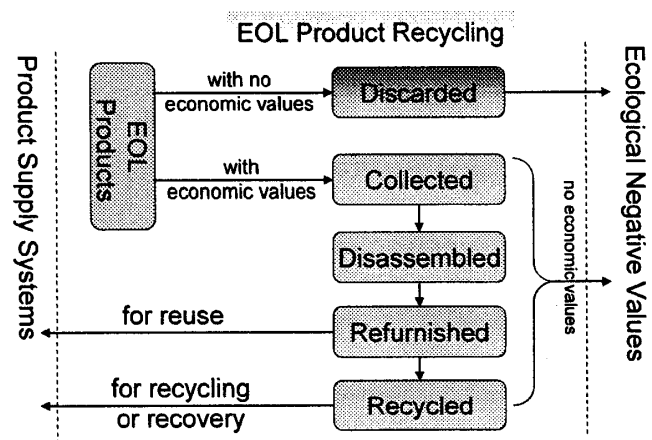 EOL Product Recycling
Product Supply Systems
EOL
Products
with no
economic values
Discarded
with
economic values
Collected
Disassembled
for reuse
Refurnished
for recycling
or recovery
Recycled
no economic values
Ecological Negative Values